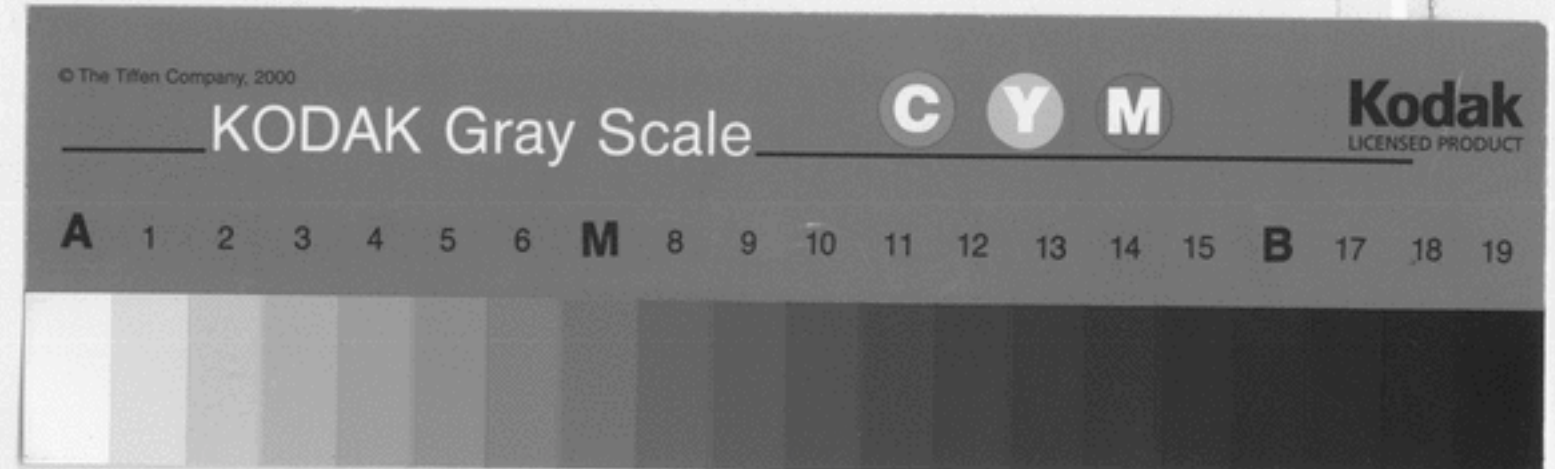 © The Tiffen Company, 2000
KODAK Gray Scale
C Y M
Kodak
LICENSED PRODUCT
A 1 2 3 4 5 6 M 8 9 10 11 12 13 14 15 B 17 18 19